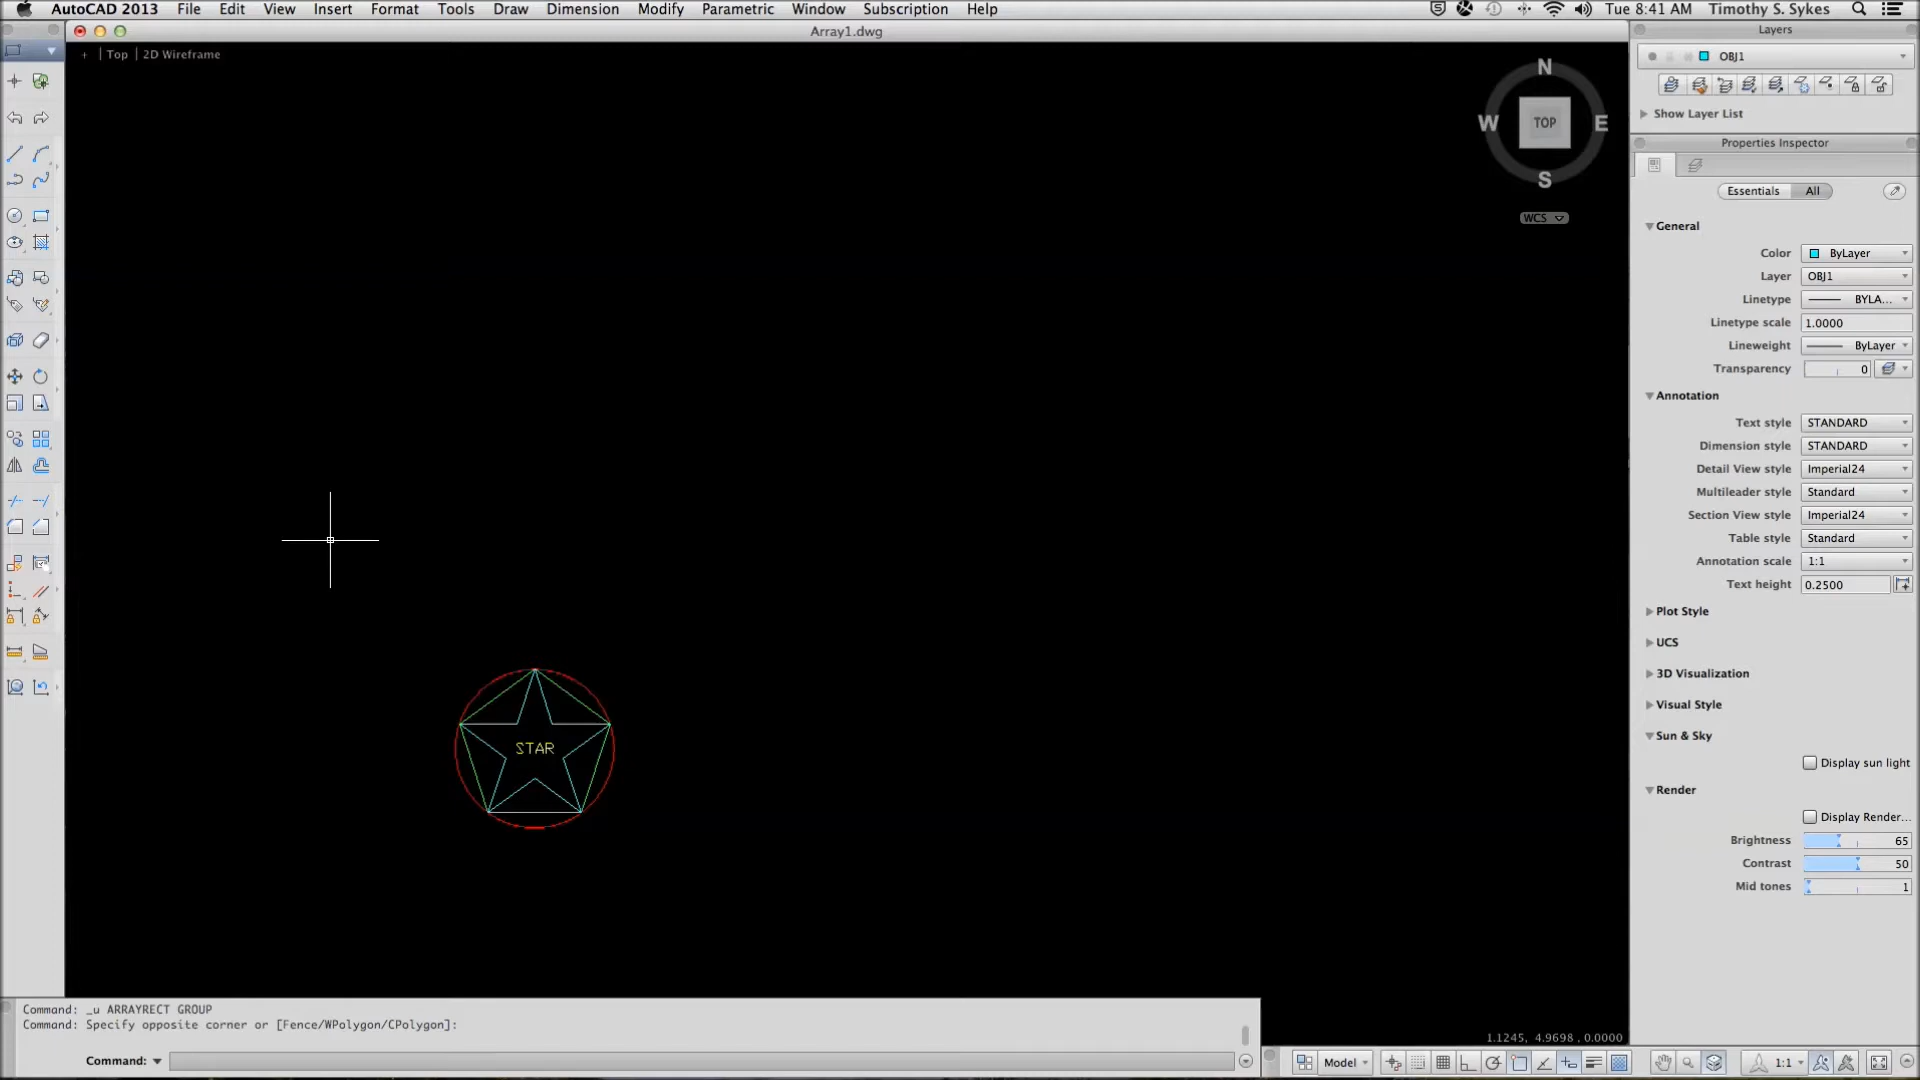 AutoCAD 2013 File Edit View Insert Format Tools Draw Dimension Modify Parametric Window Subscription Help Tue 8:41 AM Timothy S. Sykes
Array1.dwg
+ | Top | 2D Wireframe
N
W TOP E
S
WCS
STAR
Layers
OBJ1
Show Layer List
Properties Inspector
Essentials All
General
Color ByLayer
Layer OBJ1
Linetype BYLA...
Linetype scale 1.0000
Lineweight ByLayer
Transparency 0
Annotation
Text style STANDARD
Dimension style STANDARD
Detail View style Imperial24
Multileader style Standard
Section View style Imperial24
Table style Standard
Annotation scale 1:1
Text height 0.2500
Plot Style
UCS
3D Visualization
Visual Style
Sun & Sky
Display sun light
Render
Display Render...
Brightness 65
Contrast 50
Mid tones 1
Command: _u ARRAYRECT GROUP
Command: Specify opposite corner or [Fence/WPolygon/CPolygon]:
Command:
1.1245, 4.9698, 0.0000
Model 1:1